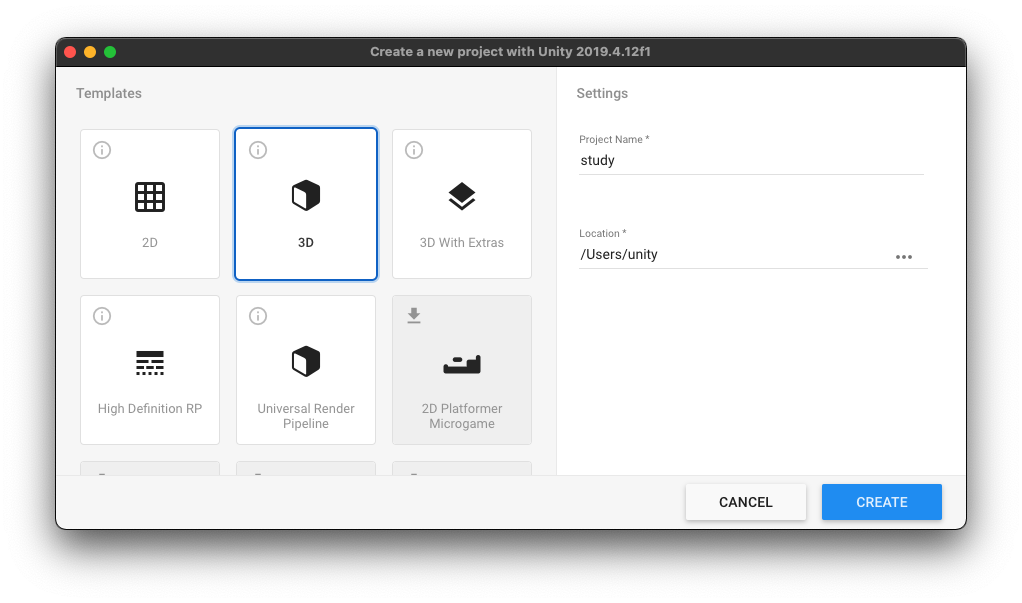 Create a new project with Unity 2019.4.12f1
Templates
2D
3D
3D With Extras
High Definition RP
Universal Render
Pipeline
2D Platformer
Microgame
Settings
Project Name *
study
Location *
/Users/unity
CANCEL
CREATE